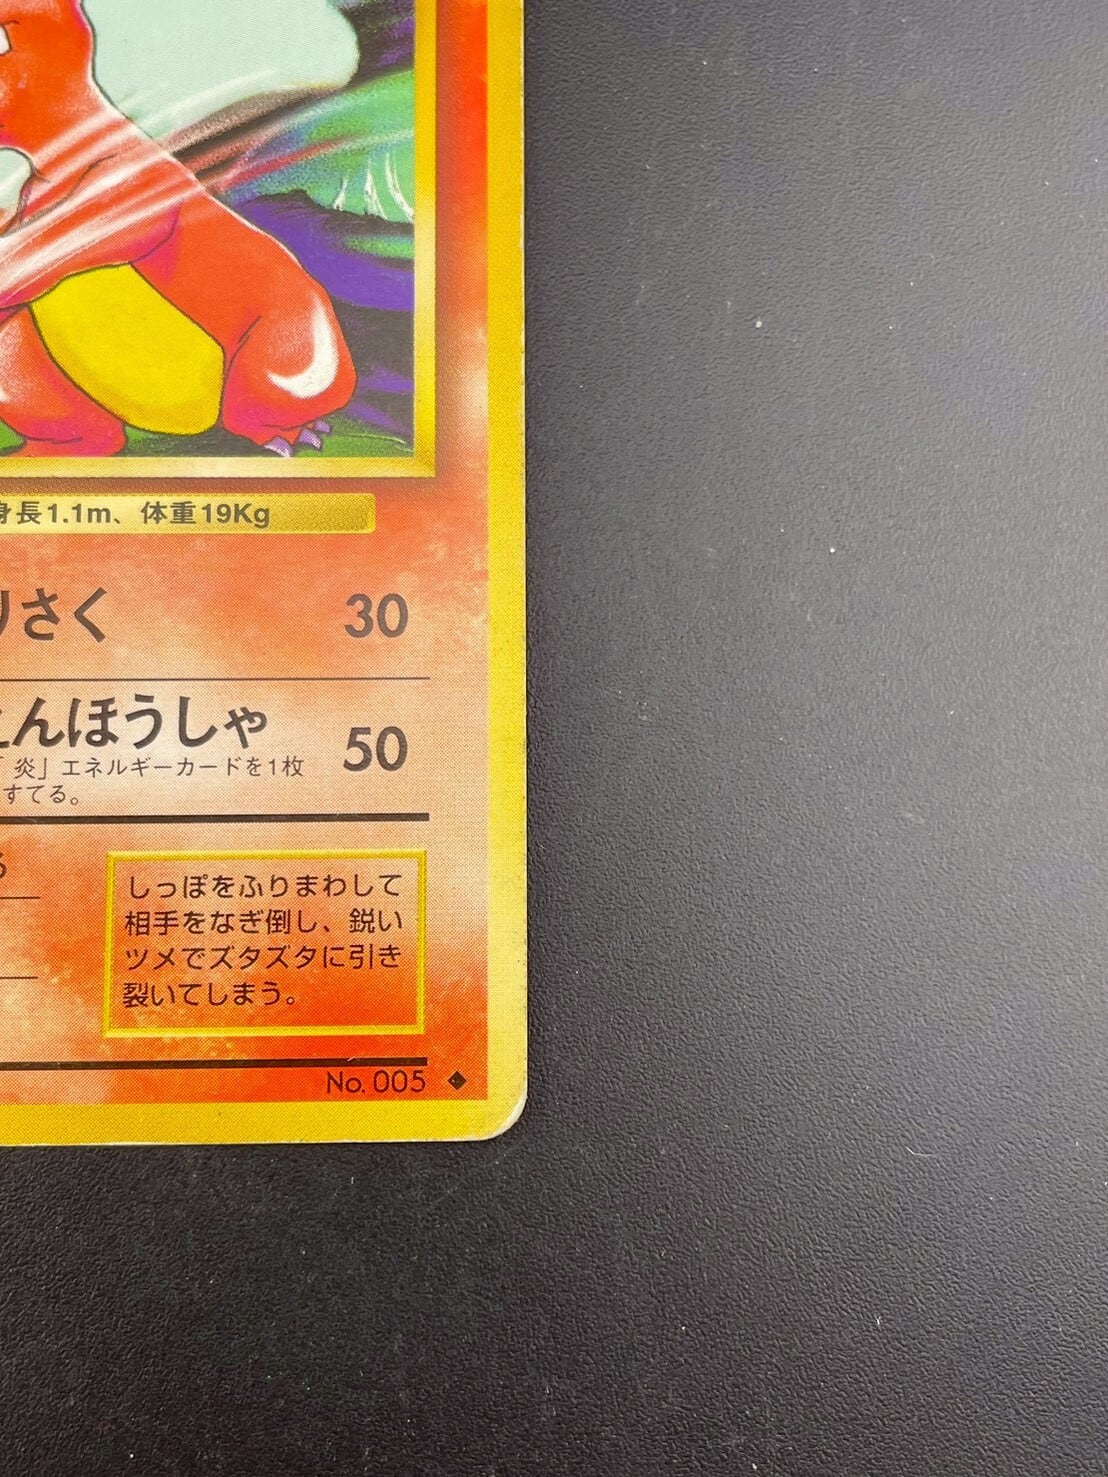 長1.1m、体重19Kg
りさく 30
んほうしゃ 50
「炎」エネルギーカードを1枚
すてる。
しっぽをふりまわして
相手をなぎ倒し、鋭い
ツメでズタズタに引き
裂いてしまう。
No. 005 ◆